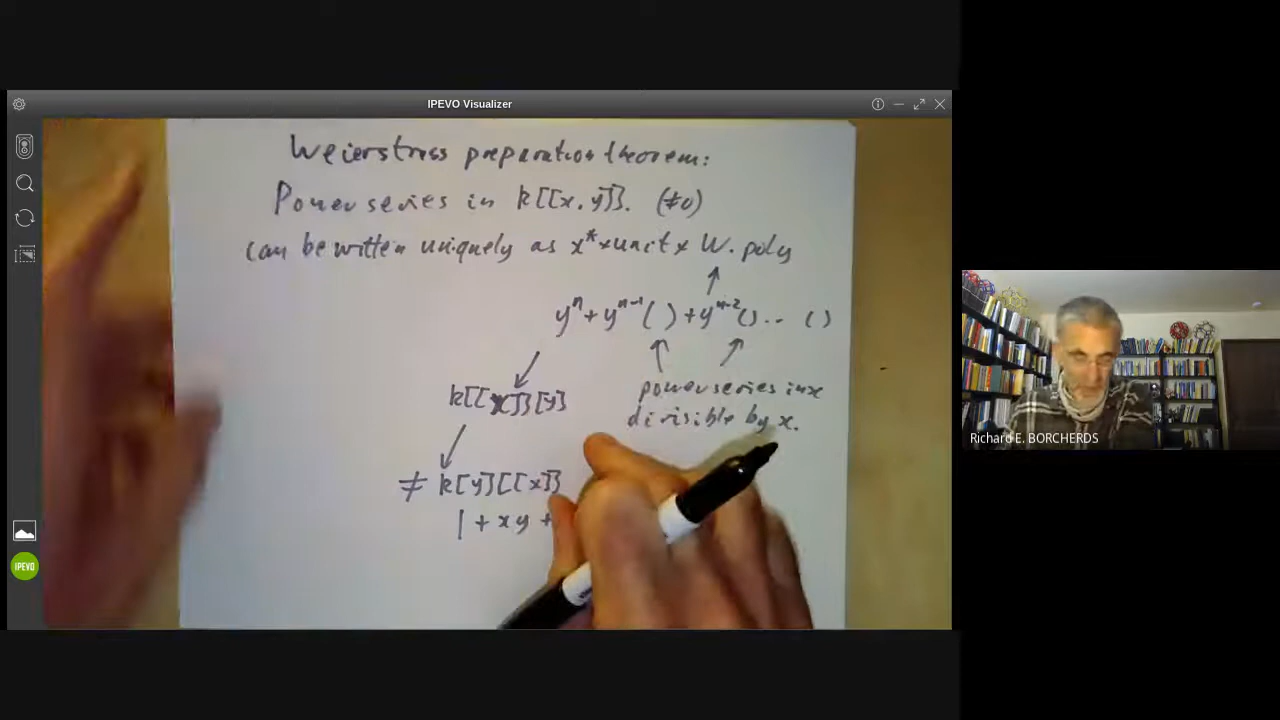 IPEVO Visualizer
Weierstrass preparation theorem:
Power series in k[[x,y]]. (≠0)
can be written uniquely as x*×unit× W. poly
↑
yⁿ+yⁿ⁻¹( )+yⁿ⁻²()... ()
k[[x]][y]
power series in x
divisible by x.
≠ k[y][[x]]
1 + xy +
Richard E. BORCHERDS
IPEVO